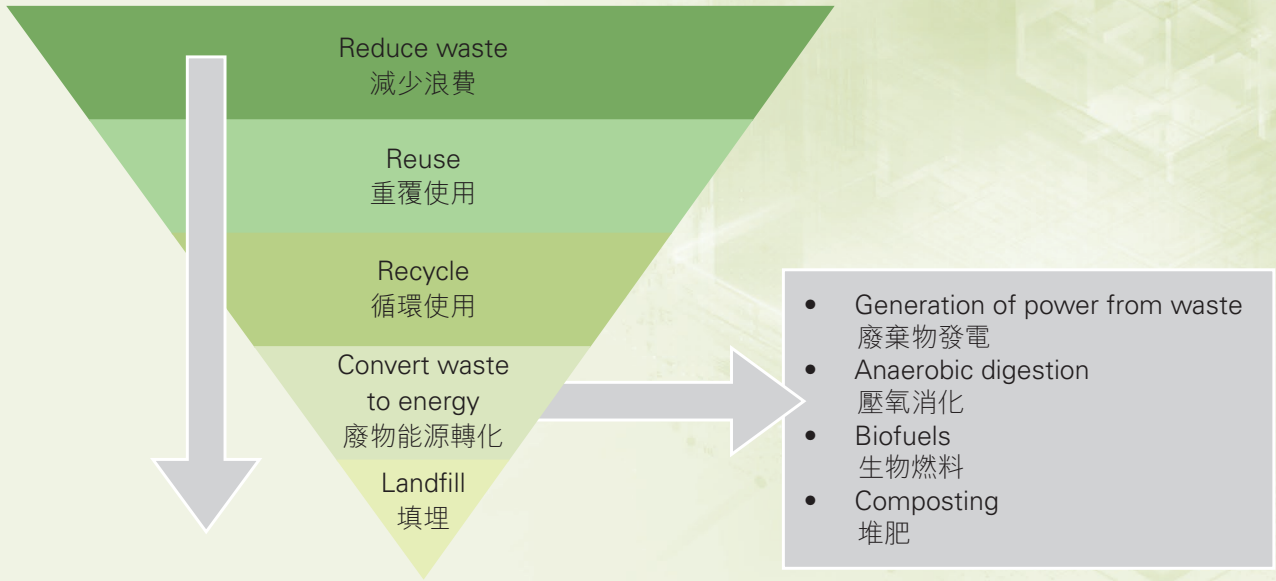 Reduce waste
減少浪費
Reuse
重覆使用
Recycle
循環使用
Convert waste
to energy
廢物能源轉化
Landfill
填埋
• Generation of power from waste
廢棄物發電
• Anaerobic digestion
壓氧消化
• Biofuels
生物燃料
• Composting
堆肥